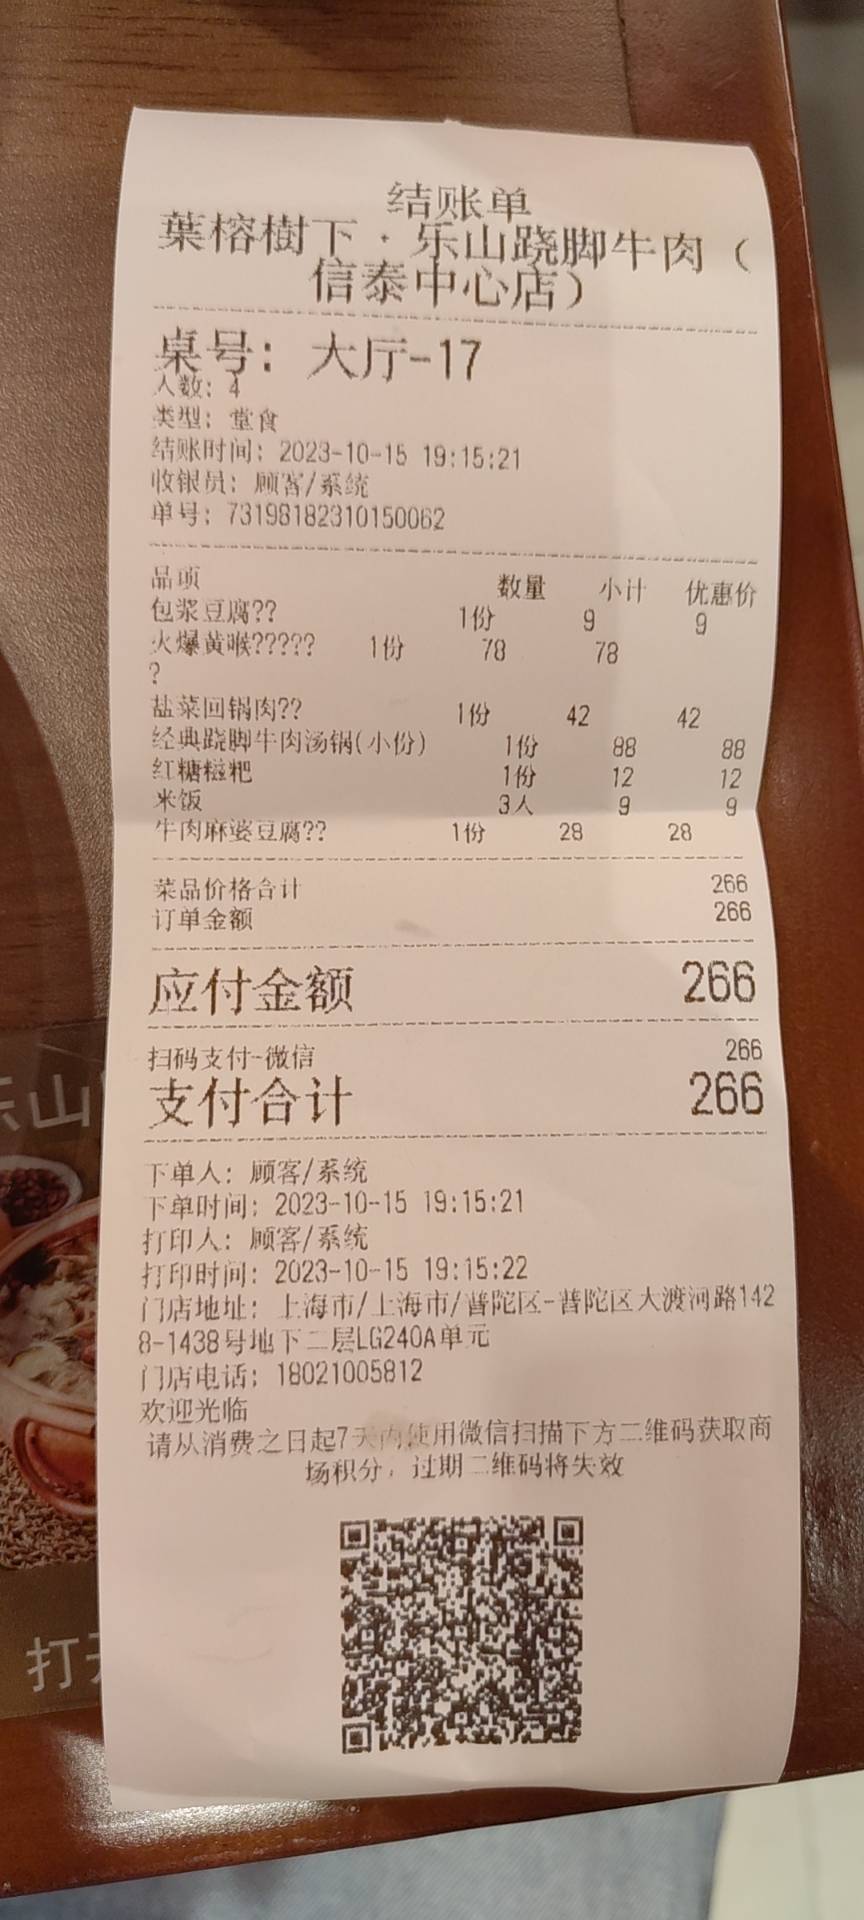 结账单
葉榕樹下·乐山跷脚牛肉（
信泰中心店）
桌号：大厅-17
人数：4
类型：堂食
结账时间：2023-10-15 19:15:21
收银员：顾客/系统
单号：73198182310150062
品项 数量 小计 优惠价
包浆豆腐?? 1份 9 9
火爆黄喉????? 1份 78 78
?
盐菜回锅肉?? 1份 42 42
经典跷脚牛肉汤锅(小份) 1份 88 88
红糖糍粑 1份 12 12
米饭 3人 9 9
牛肉麻婆豆腐?? 1份 28 28
菜品价格合计 266
订单金额 266
应付金额 266
扫码支付-微信 266
支付合计 266
下单人：顾客/系统
下单时间：2023-10-15 19:15:21
打印人：顾客/系统
打印时间：2023-10-15 19:15:22
门店地址：上海市/上海市/普陀区-普陀区大渡河路142
8-1438号地下二层LG240A单元
门店电话：18021005812
欢迎光临
请从消费之日起7天内使用微信扫描下方二维码获取商
场积分，过期二维码将失效
乐山
打开